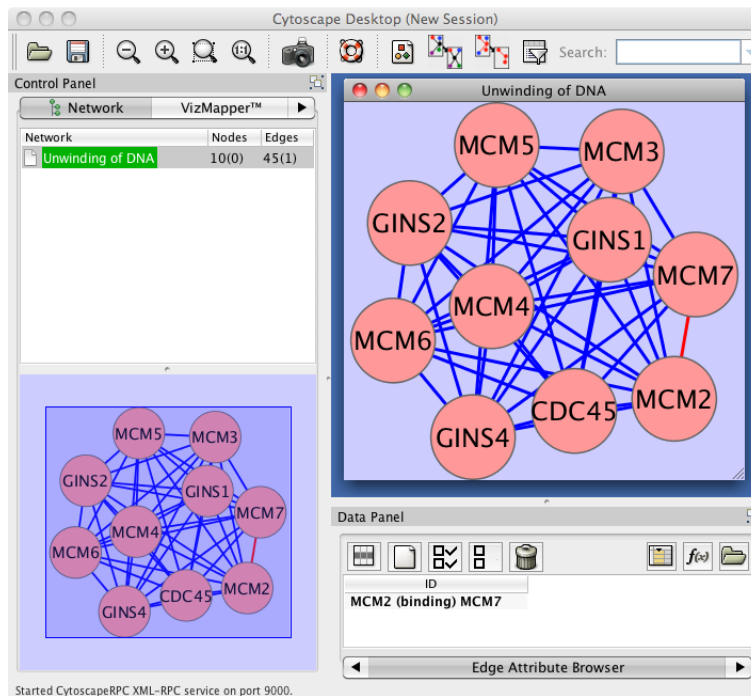 Cytoscape Desktop (New Session)
1:1
Search:
Control Panel
Network VizMapper™
Network Nodes Edges
Unwinding of DNA 10(0) 45(1)
MCM5
MCM3
GINS2
GINS1
MCM7
MCM4
MCM6
MCM2
CDC45
GINS4
Unwinding of DNA
MCM5
MCM3
GINS2
GINS1
MCM7
MCM4
MCM6
MCM2
CDC45
GINS4
Data Panel
f(x)
ID
MCM2 (binding) MCM7
Edge Attribute Browser
Started CytoscapeRPC XML-RPC service on port 9000.